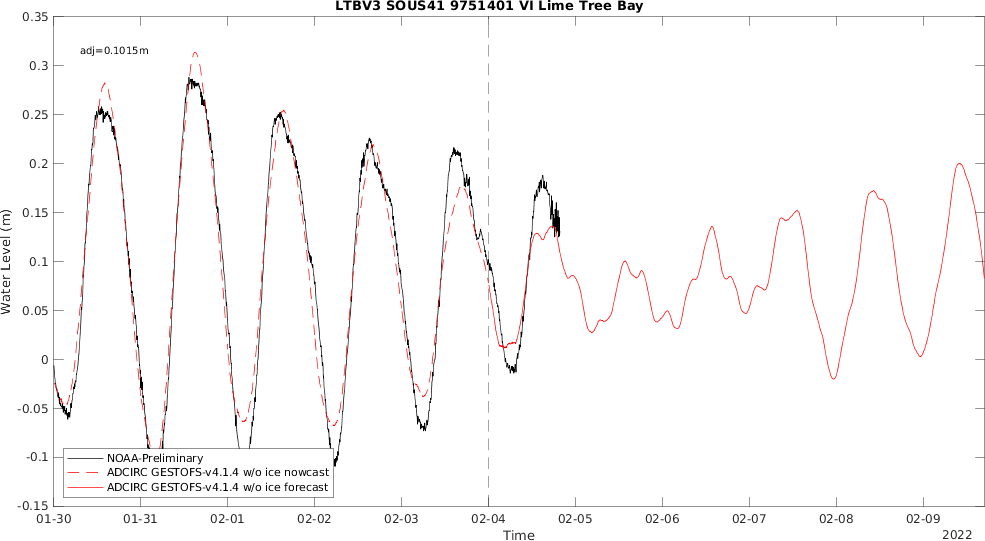 LTBV3 SOUS41 9751401 VI Lime Tree Bay
adj=0.1015m
Water Level (m)
0.35
0.3
0.25
0.2
0.15
0.1
0.05
0
-0.05
-0.1
-0.15
NOAA-Preliminary
ADCIRC GESTOFS-v4.1.4 w/o ice nowcast
ADCIRC GESTOFS-v4.1.4 w/o ice forecast
01-30 01-31 02-01 02-02 02-03 02-04 02-05 02-06 02-07 02-08 02-09
Time
2022